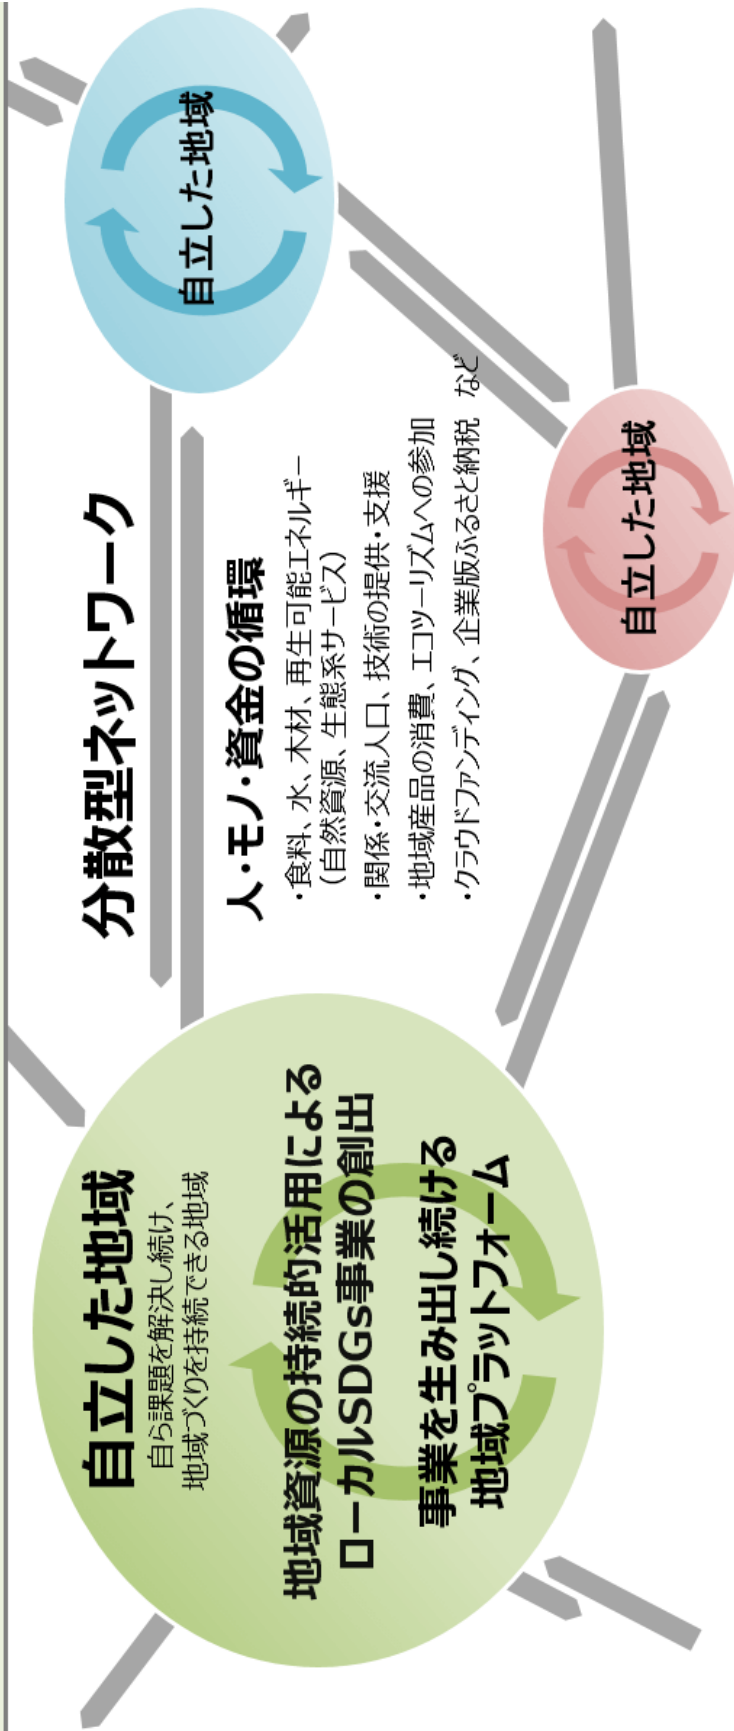 自立した地域
自ら課題を解決し続け、
地域づくりを持続できる地域
地域資源の持続的活用による
ローカルSDGs事業の創出
事業を生み出し続ける
地域プラットフォーム
分散型ネットワーク
人・モノ・資金の循環
・食料、水、木材、再生可能エネルギー
（自然資源、生態系サービス）
・関係・交流人口、技術の提供・支援
・地域産品の消費、エコツーリズムへの参加
・クラウドファンディング、企業版ふるさと納税 など
自立した地域
自立した地域